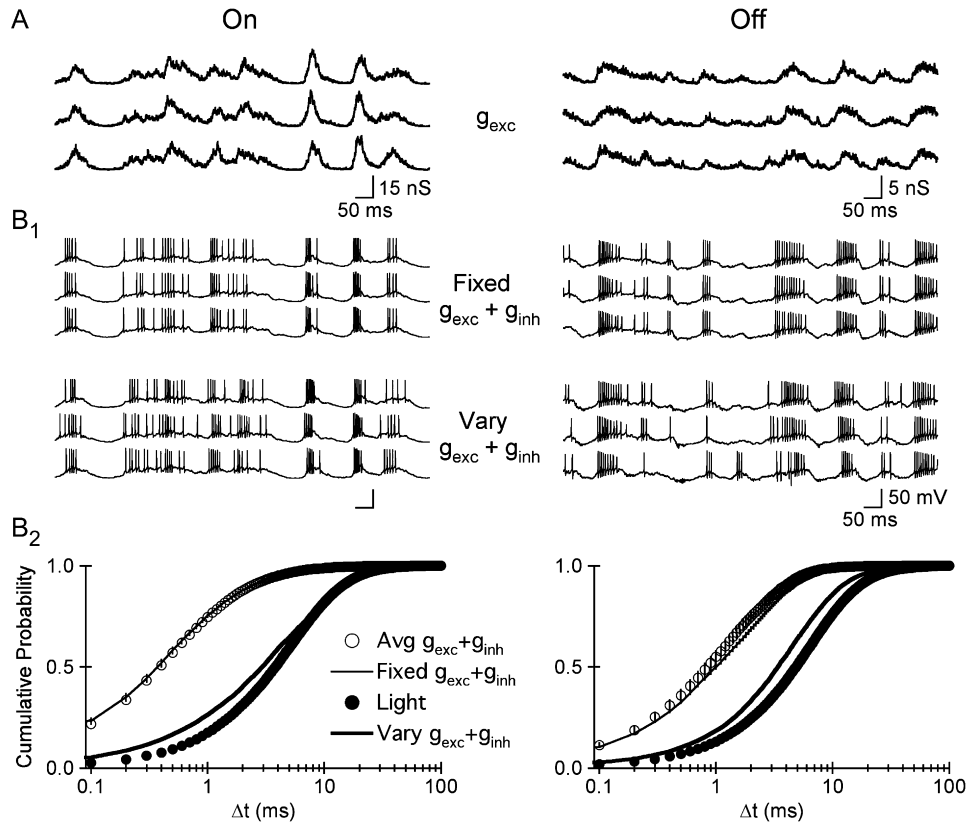 A
On
Off
g_exc
15 nS
50 ms
5 nS
50 ms
B1
Fixed
g_exc + g_inh
Vary
g_exc + g_inh
50 mV
50 ms
B2
Cumulative Probability
1.0
0.5
0.0
0.1
1
10
100
Δt (ms)
Avg g_exc+g_inh
Fixed g_exc+g_inh
Light
Vary g_exc+g_inh
1.0
0.5
0.0
0.1
1
10
100
Δt (ms)